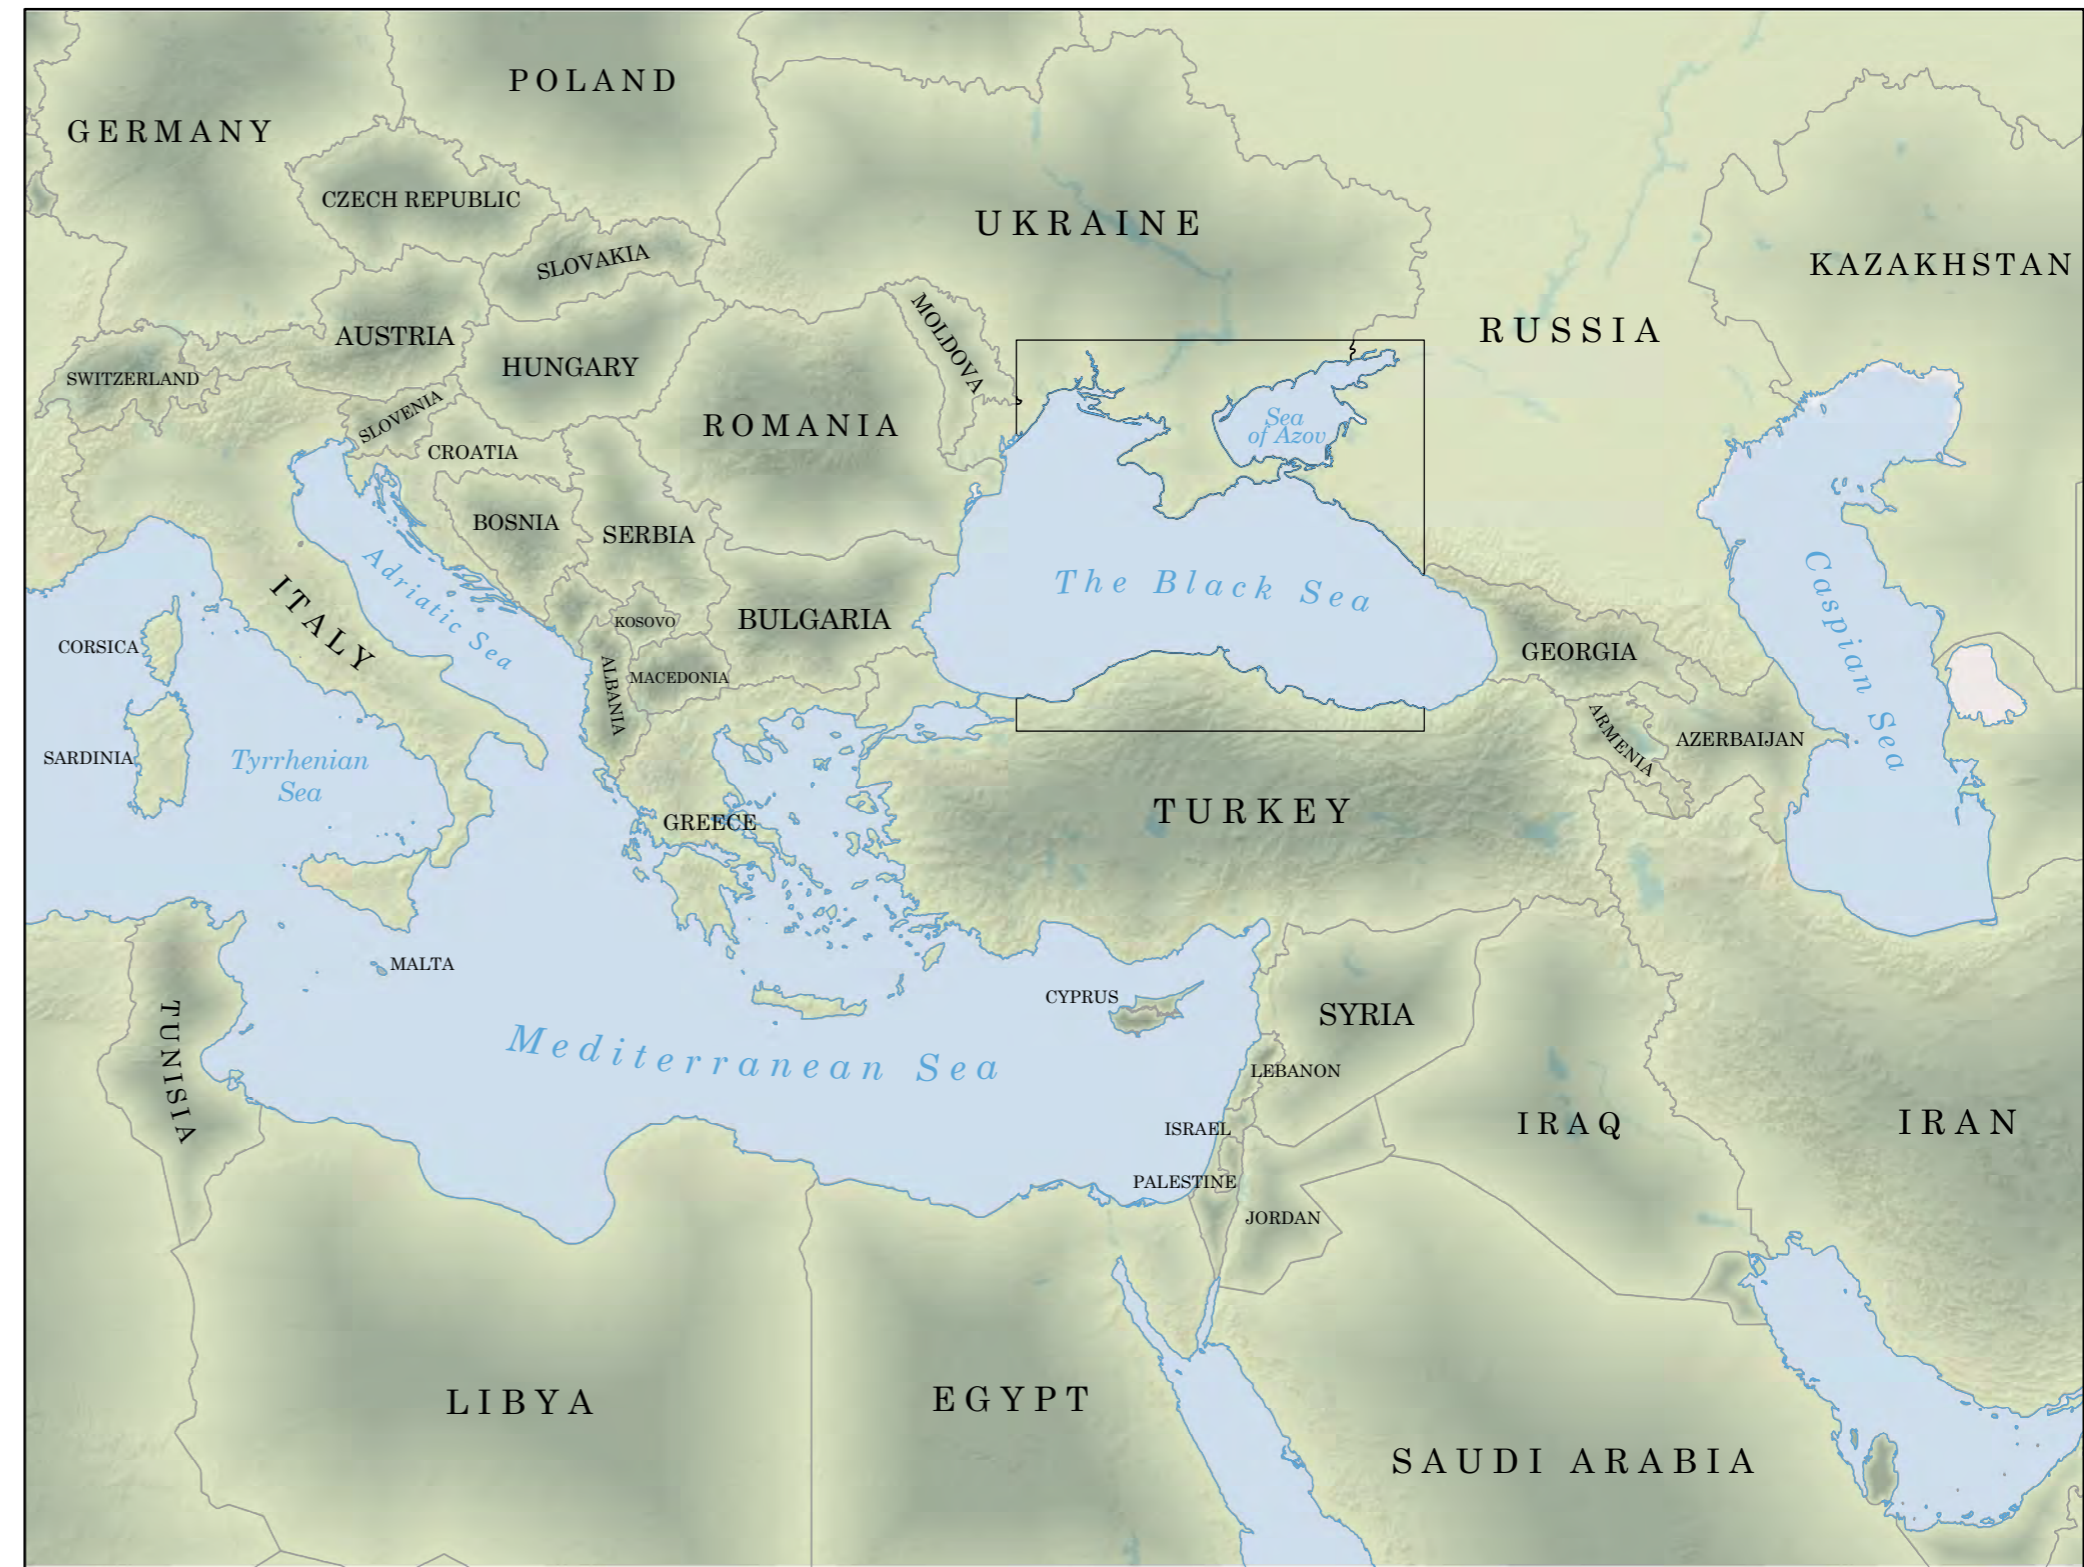 POLAND
GERMANY
CZECH REPUBLIC
UKRAINE
SLOVAKIA
KAZAKHSTAN
MOLDOVA
RUSSIA
AUSTRIA
HUNGARY
SWITZERLAND
SLOVENIA
ROMANIA
Sea
of Azov
CROATIA
BOSNIA
SERBIA
Adriatic Sea
The Black Sea
Caspian Sea
ITALY
KOSOVO
BULGARIA
CORSICA
GEORGIA
ALBANIA
MACEDONIA
ARMENIA
AZERBAIJAN
SARDINIA
Tyrrhenian
Sea
TURKEY
GREECE
MALTA
CYPRUS
SYRIA
TUNISIA
Mediterranean Sea
LEBANON
ISRAEL
IRAQ
IRAN
PALESTINE
JORDAN
LIBYA
EGYPT
SAUDI ARABIA